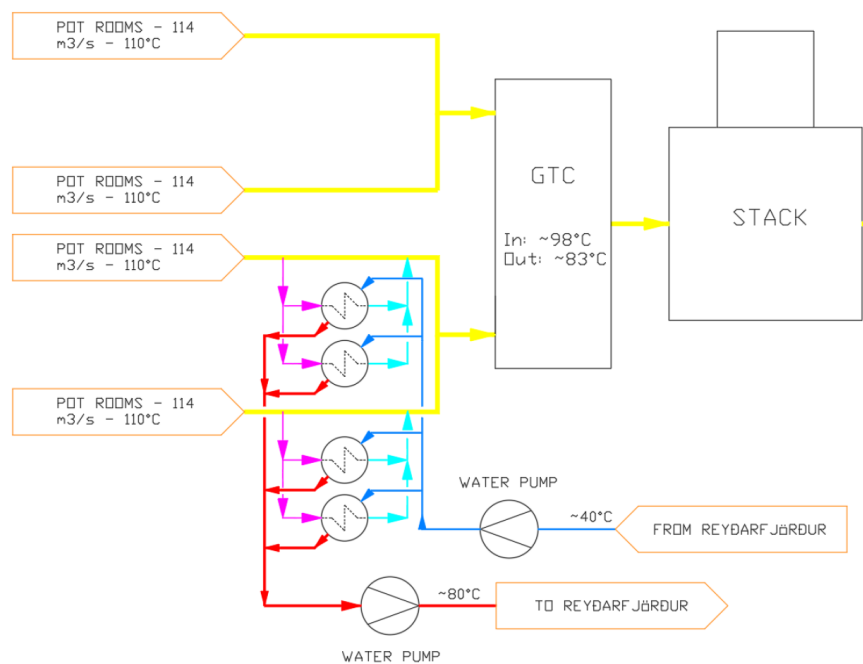 POT ROOMS - 114
m3/s - 110°C
POT ROOMS - 114
m3/s - 110°C
POT ROOMS - 114
m3/s - 110°C
POT ROOMS - 114
m3/s - 110°C
GTC
In: ~98°C
Out: ~83°C
STACK
WATER PUMP
~40°C
FROM REYÐARFJÖRÐUR
~80°C
TO REYÐARFJÖRÐUR
WATER PUMP